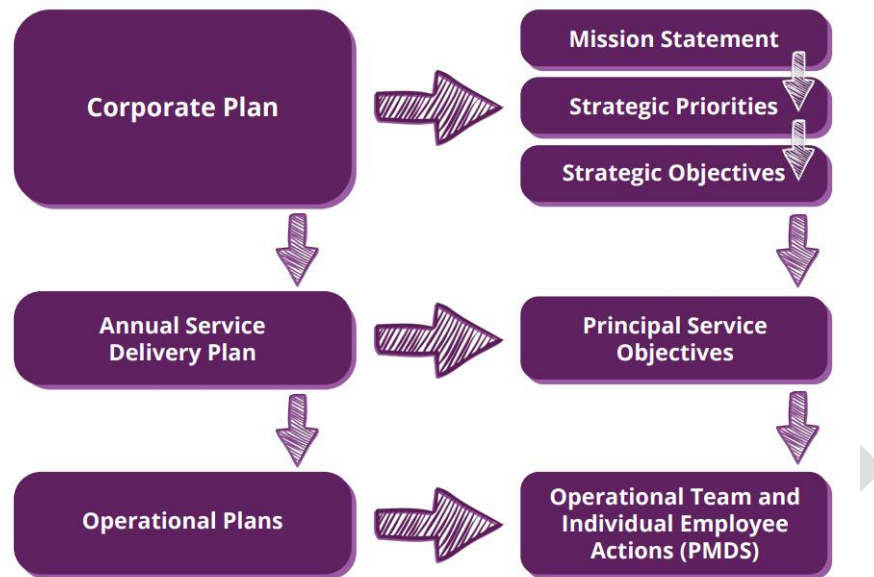 Corporate Plan
Mission Statement
Strategic Priorities
Strategic Objectives
Annual Service
Delivery Plan
Principal Service
Objectives
Operational Plans
Operational Team and
Individual Employee
Actions (PMDS)